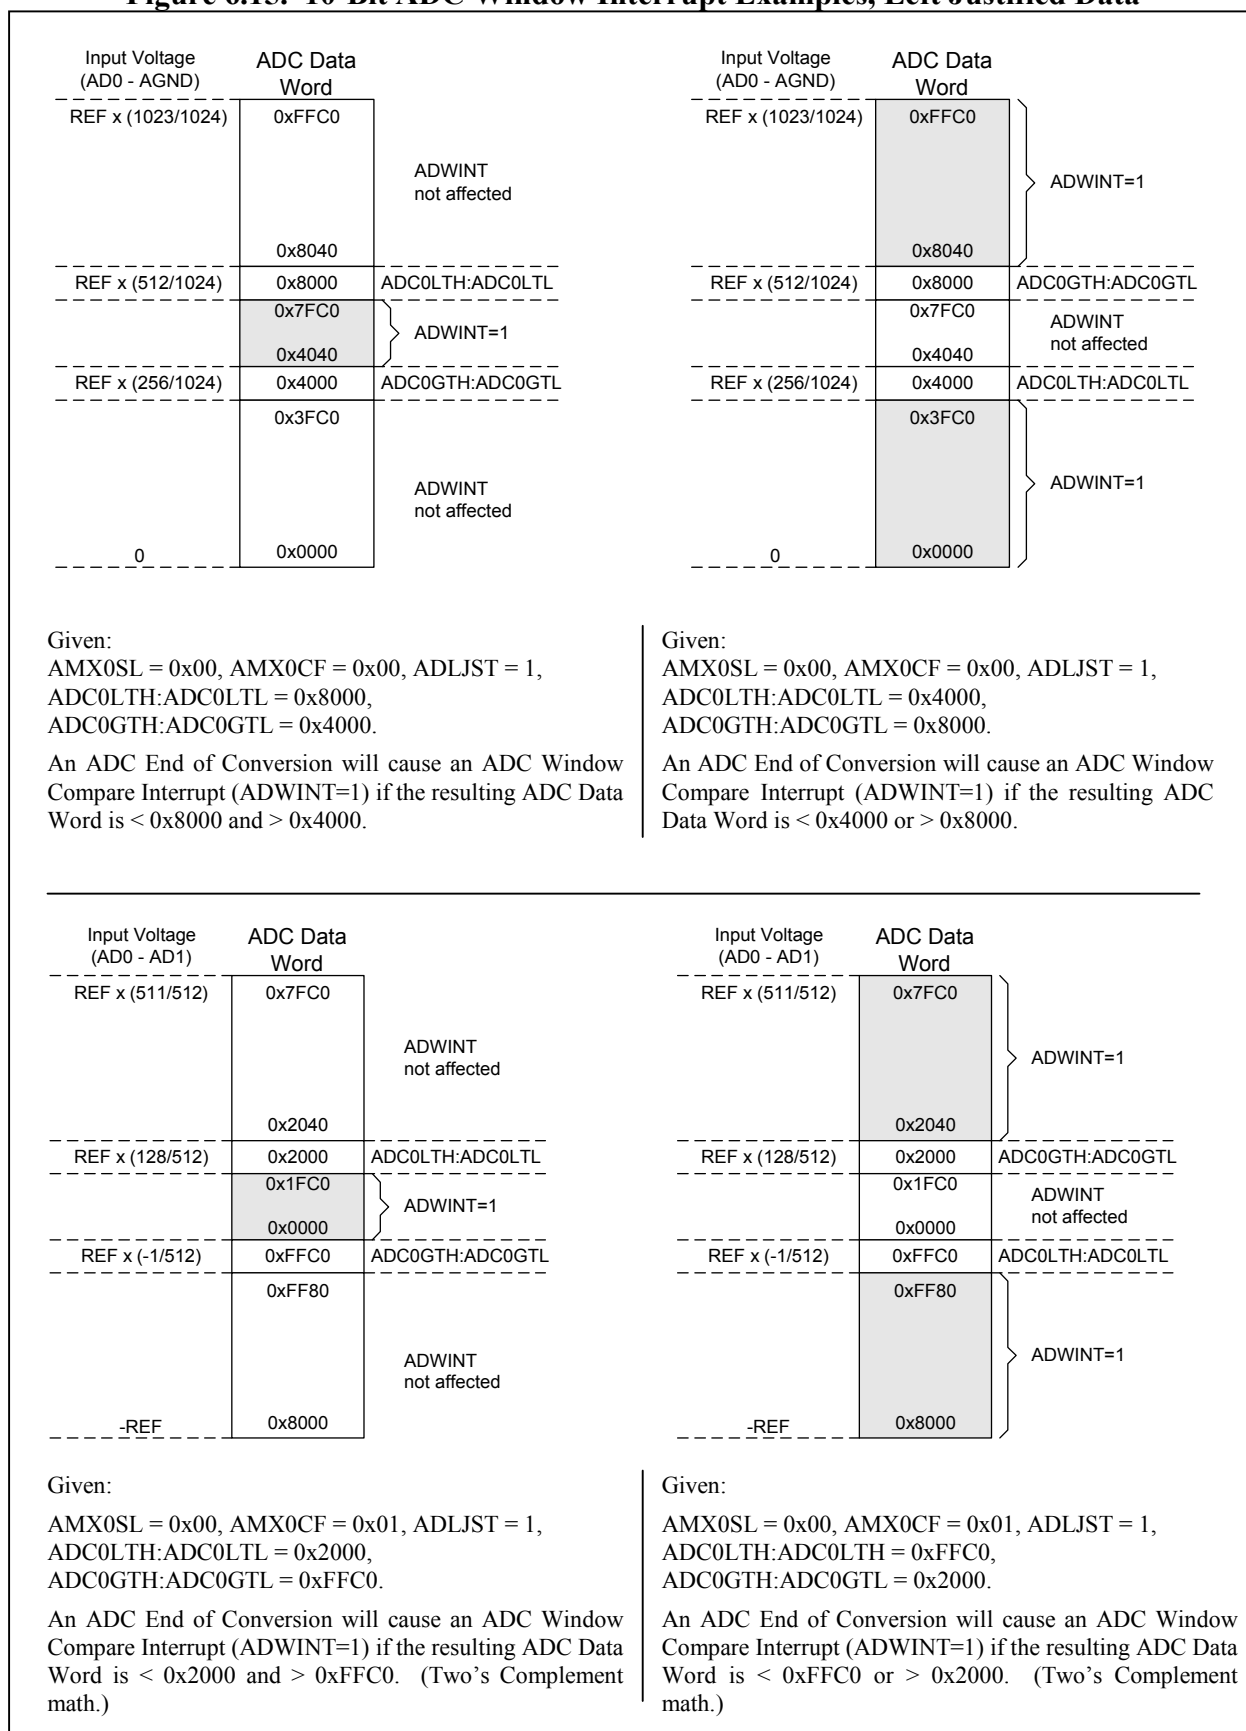 Figure 6.15. 10-Bit ADC Window Interrupt Examples, Left Justified Data
Input Voltage
(AD0 - AGND)
ADC Data
Word
REF x (1023/1024)
0xFFC0
ADWINT
not affected
0x8040
REF x (512/1024)
0x8000
ADC0LTH:ADC0LTL
0x7FC0
ADWINT=1
0x4040
REF x (256/1024)
0x4000
ADC0GTH:ADC0GTL
0x3FC0
ADWINT
not affected
0
0x0000
Input Voltage
(AD0 - AGND)
ADC Data
Word
REF x (1023/1024)
0xFFC0
ADWINT=1
0x8040
REF x (512/1024)
0x8000
ADC0GTH:ADC0GTL
0x7FC0
ADWINT
not affected
0x4040
REF x (256/1024)
0x4000
ADC0LTH:ADC0LTL
0x3FC0
ADWINT=1
0
0x0000
Given:
AMX0SL = 0x00, AMX0CF = 0x00, ADLJST = 1,
ADC0LTH:ADC0LTL = 0x8000,
ADC0GTH:ADC0GTL = 0x4000.
An ADC End of Conversion will cause an ADC Window
Compare Interrupt (ADWINT=1) if the resulting ADC Data
Word is < 0x8000 and > 0x4000.
Given:
AMX0SL = 0x00, AMX0CF = 0x00, ADLJST = 1,
ADC0LTH:ADC0LTL = 0x4000,
ADC0GTH:ADC0GTL = 0x8000.
An ADC End of Conversion will cause an ADC Window
Compare Interrupt (ADWINT=1) if the resulting ADC
Data Word is < 0x4000 or > 0x8000.
Input Voltage
(AD0 - AD1)
ADC Data
Word
REF x (511/512)
0x7FC0
ADWINT
not affected
0x2040
REF x (128/512)
0x2000
ADC0LTH:ADC0LTL
0x1FC0
ADWINT=1
0x0000
REF x (-1/512)
0xFFC0
ADC0GTH:ADC0GTL
0xFF80
ADWINT
not affected
-REF
0x8000
Input Voltage
(AD0 - AD1)
ADC Data
Word
REF x (511/512)
0x7FC0
ADWINT=1
0x2040
REF x (128/512)
0x2000
ADC0GTH:ADC0GTL
0x1FC0
ADWINT
not affected
0x0000
REF x (-1/512)
0xFFC0
ADC0LTH:ADC0LTL
0xFF80
ADWINT=1
-REF
0x8000
Given:
AMX0SL = 0x00, AMX0CF = 0x01, ADLJST = 1,
ADC0LTH:ADC0LTL = 0x2000,
ADC0GTH:ADC0GTL = 0xFFC0.
An ADC End of Conversion will cause an ADC Window
Compare Interrupt (ADWINT=1) if the resulting ADC Data
Word is < 0x2000 and > 0xFFC0. (Two's Complement
math.)
Given:
AMX0SL = 0x00, AMX0CF = 0x01, ADLJST = 1,
ADC0LTH:ADC0LTH = 0xFFC0,
ADC0GTH:ADC0GTL = 0x2000.
An ADC End of Conversion will cause an ADC Window
Compare Interrupt (ADWINT=1) if the resulting ADC Data
Word is < 0xFFC0 or > 0x2000. (Two's Complement
math.)